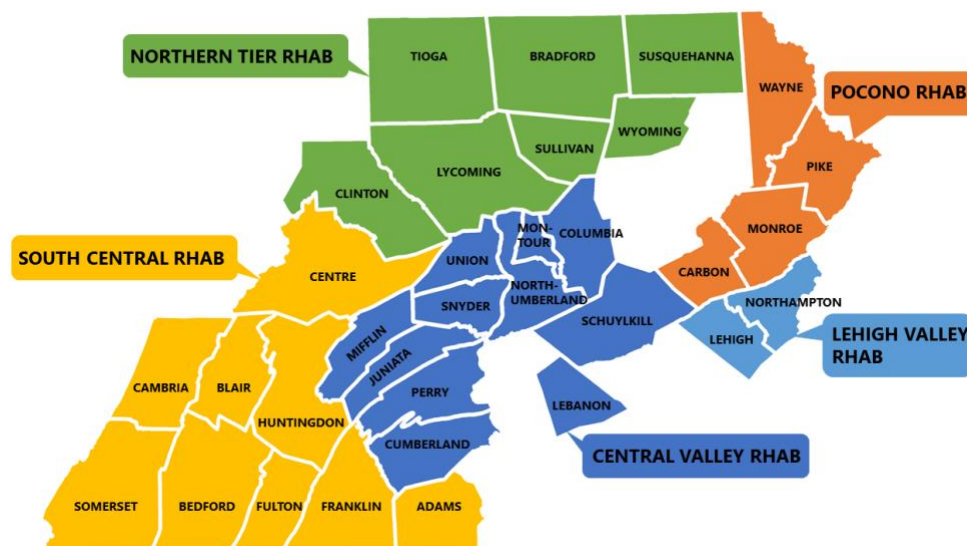 TIOGA
BRADFORD
SUSQUEHANNA
NORTHERN TIER RHAB
WAYNE
POCONO RHAB
WYOMING
SULLIVAN
LYCOMING
PIKE
CLINTON
MON-
TOUR
COLUMBIA
MONROE
SOUTH CENTRAL RHAB
UNION
CENTRE
CARBON
NORTH-
UMBERLAND
SNYDER
NORTHAMPTON
SCHUYLKILL
LEHIGH
LEHIGH VALLEY
RHAB
MIFFLIN
JUNIATA
CAMBRIA
BLAIR
PERRY
LEBANON
HUNTINGDON
CUMBERLAND
CENTRAL VALLEY RHAB
SOMERSET
BEDFORD
FULTON
FRANKLIN
ADAMS